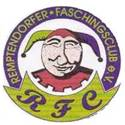 REMPTENDORFER • FASCHINGSCLUB e.V.
RFC